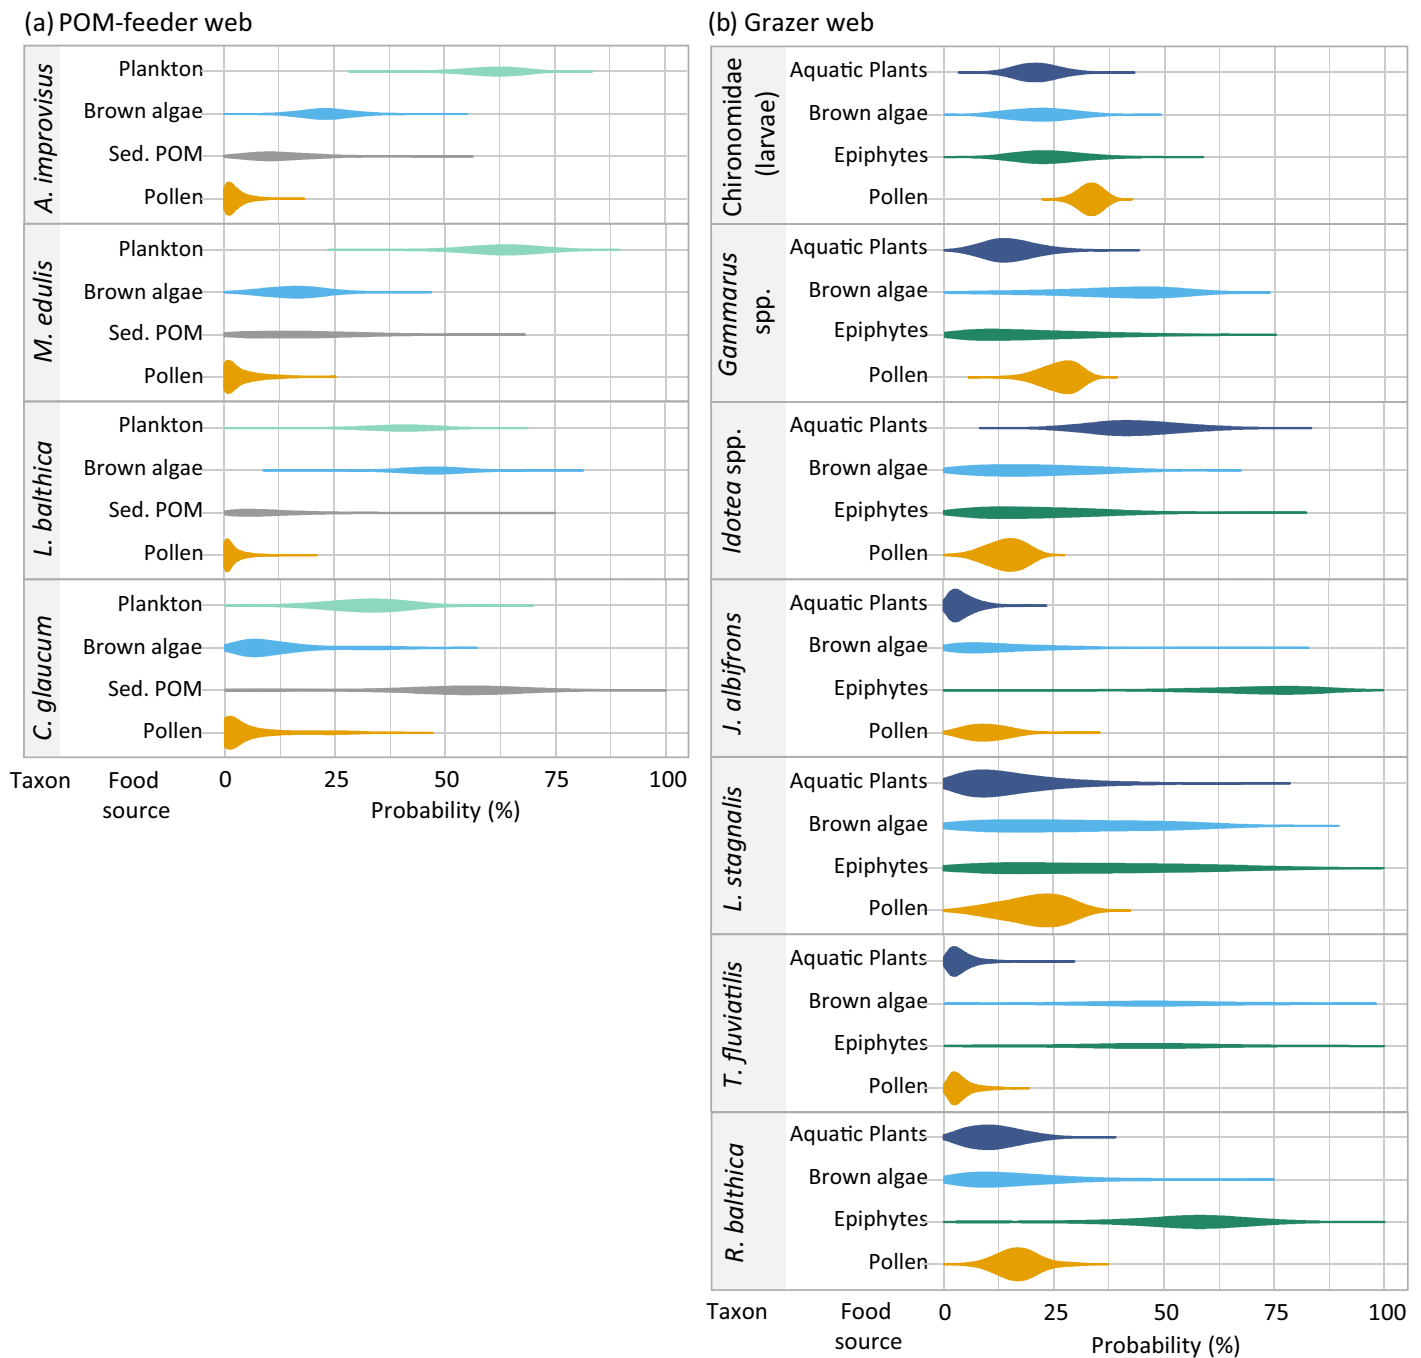 (a) POM-feeder web
A. improvisus
Plankton
Brown algae
Sed. POM
Pollen
M. edulis
Plankton
Brown algae
Sed. POM
Pollen
L. balthica
Plankton
Brown algae
Sed. POM
Pollen
C. glaucum
Plankton
Brown algae
Sed. POM
Pollen
0 25 50 75 100
Taxon
Food
source
Probability (%)
(b) Grazer web
Chironomidae
(larvae)
Aquatic Plants
Brown algae
Epiphytes
Pollen
Gammarus
spp.
Aquatic Plants
Brown algae
Epiphytes
Pollen
Idotea spp.
Aquatic Plants
Brown algae
Epiphytes
Pollen
J. albifrons
Aquatic Plants
Brown algae
Epiphytes
Pollen
L. stagnalis
Aquatic Plants
Brown algae
Epiphytes
Pollen
T. fluviatilis
Aquatic Plants
Brown algae
Epiphytes
Pollen
R. balthica
Aquatic Plants
Brown algae
Epiphytes
Pollen
0 25 50 75 100
Taxon
Food
source
Probability (%)